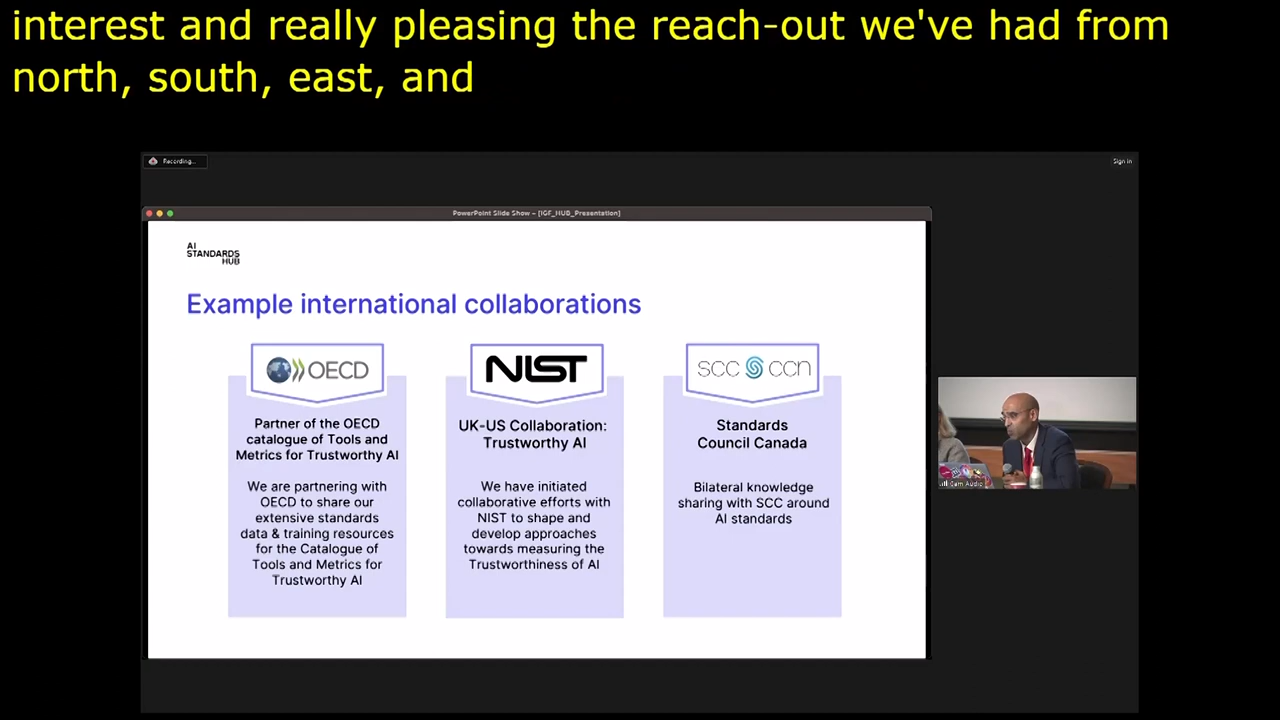 interest and really pleasing the reach-out we've had from
north, south, east, and
Recording...
Sign in
PowerPoint Slide Show - [IGF_HUB_Presentation]
AI
STANDARDS
HUB
Example international collaborations
OECD
Partner of the OECD
catalogue of Tools and
Metrics for Trustworthy AI
We are partnering with
OECD to share our
extensive standards
data & training resources
for the Catalogue of
Tools and Metrics for
Trustworthy AI
NIST
UK-US Collaboration:
Trustworthy AI
We have initiated
collaborative efforts with
NIST to shape and
develop approaches
towards measuring the
Trustworthiness of AI
SCC CCN
Standards
Council Canada
Bilateral knowledge
sharing with SCC around
AI standards
Cam Audio